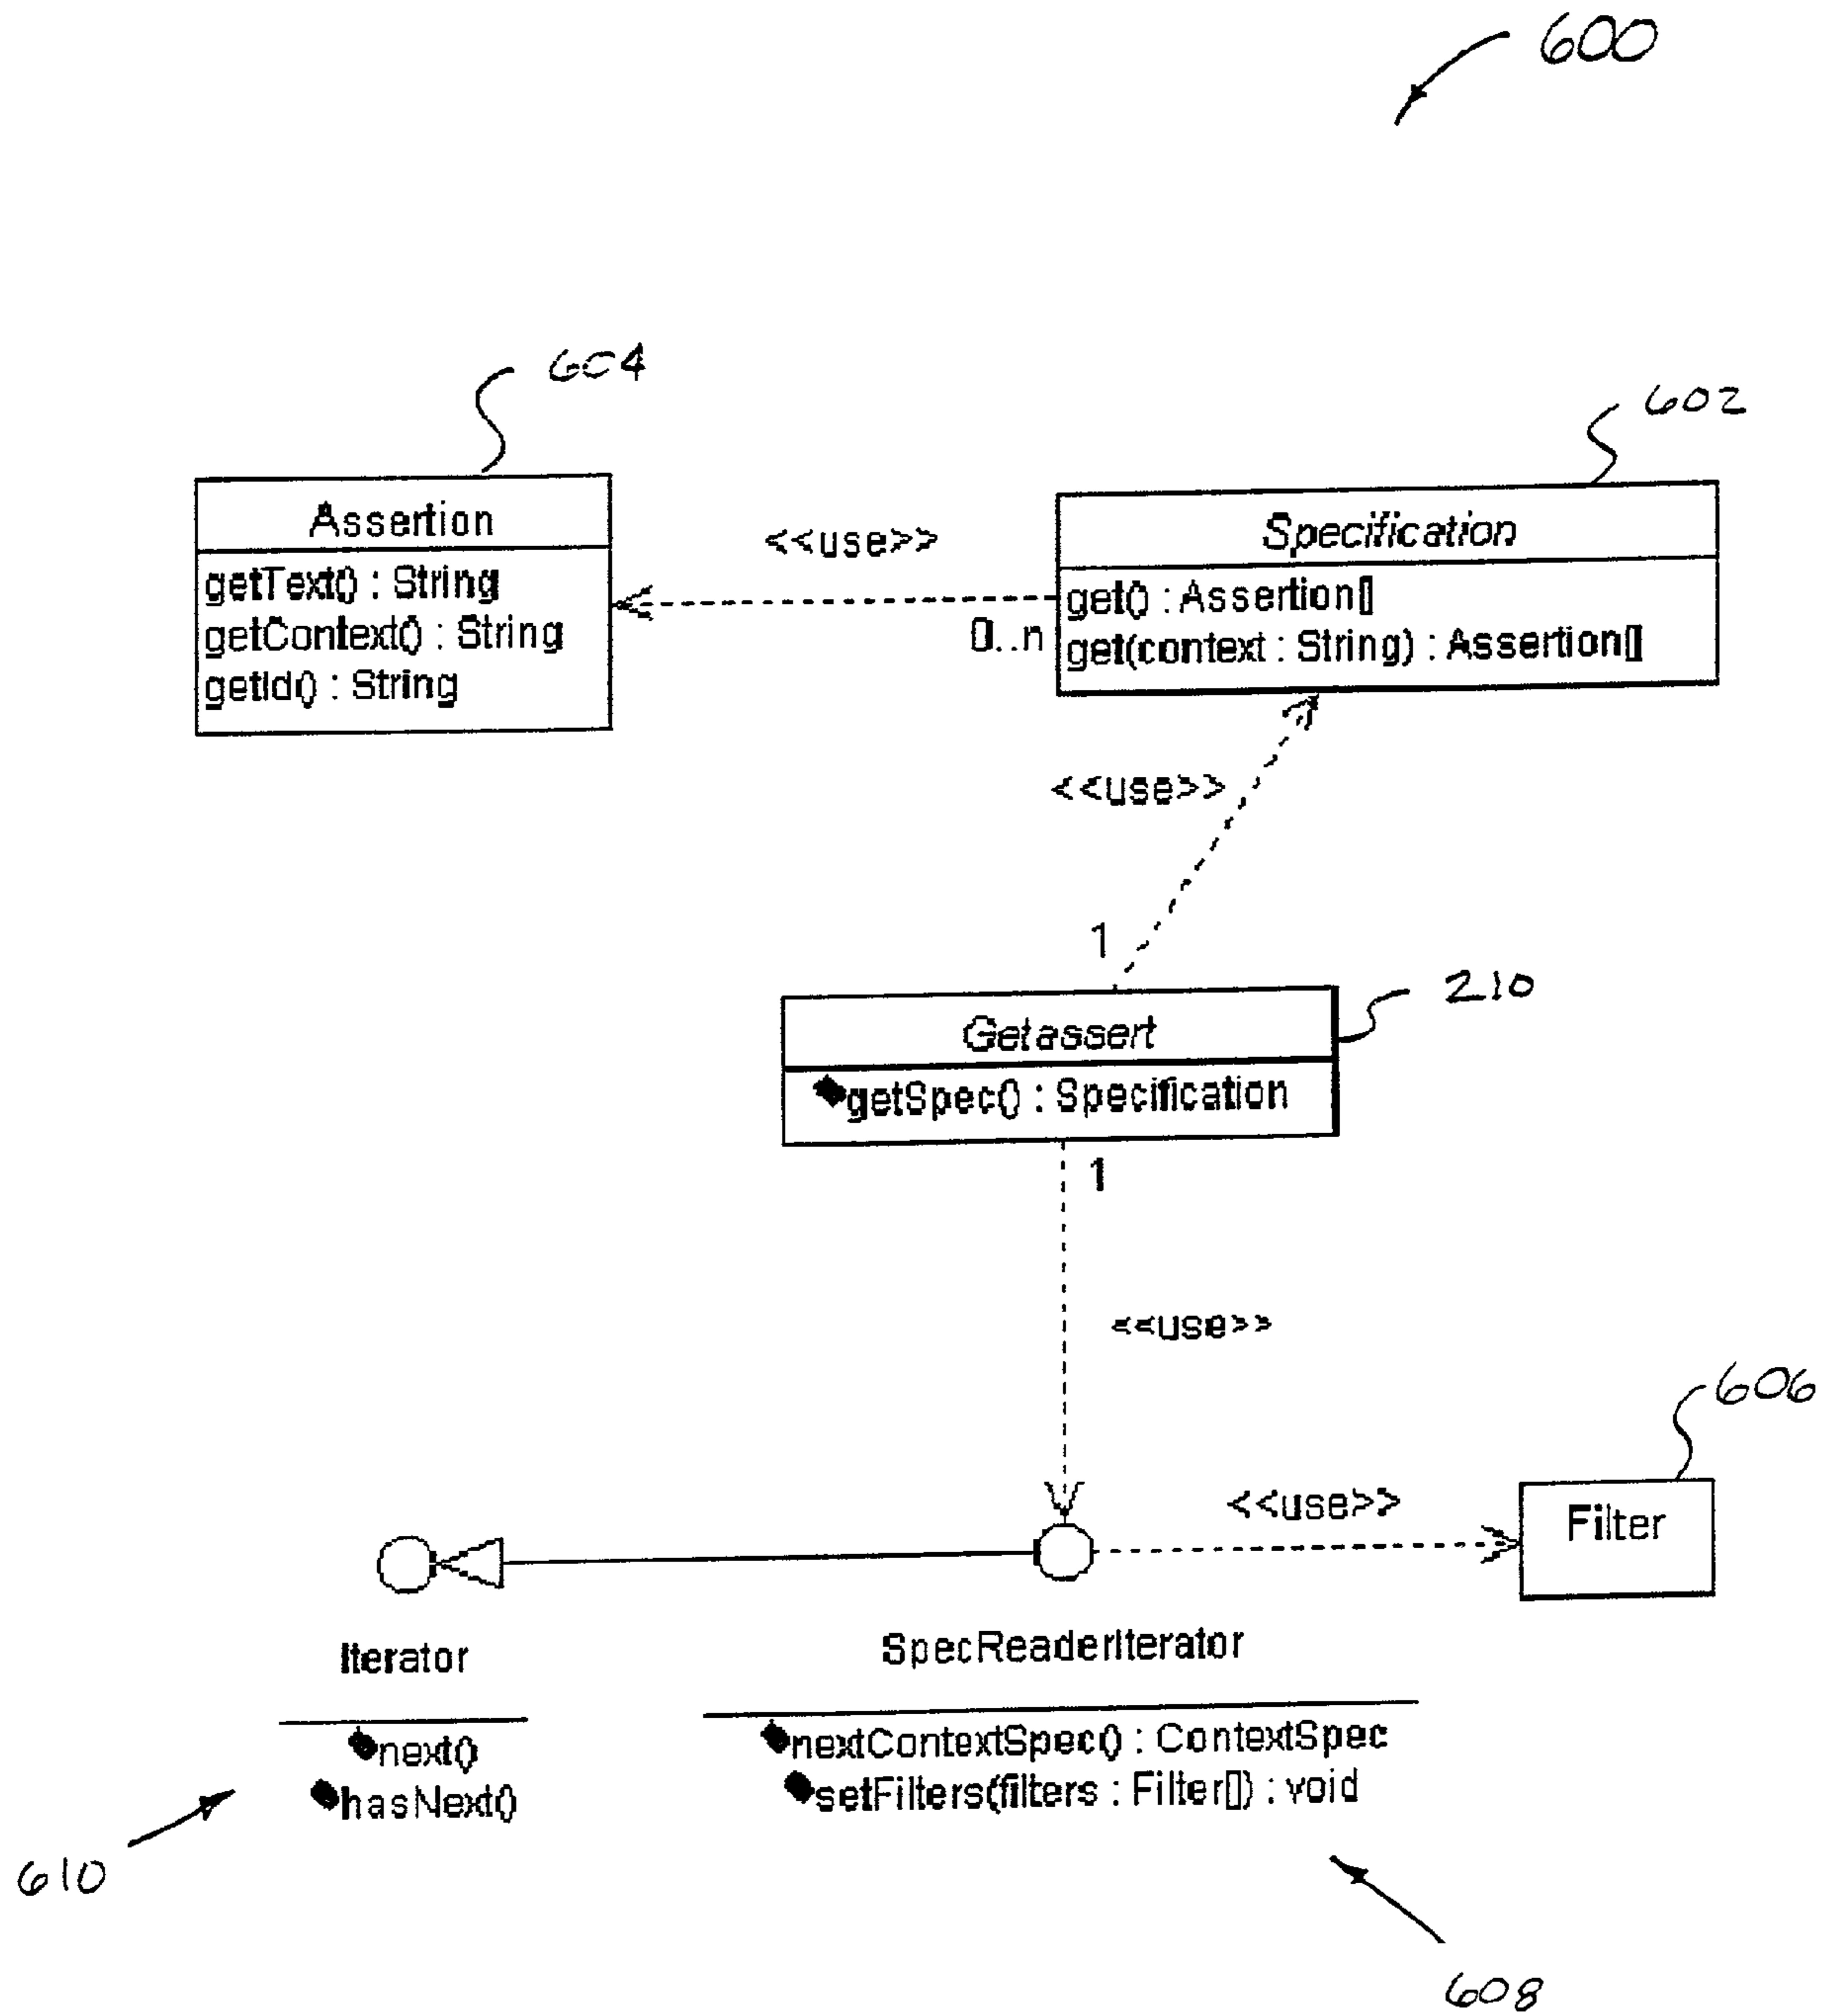 600
604
602
Assertion
getText() : String
getContext() : String
getId() : String
<<use>>
0..n
Specification
get() : Assertion[]
get(context : String) : Assertion[]
<<use>>
1
210
Getassert
getSpec() : Specification
1
<<use>>
606
<<use>>
Filter
Iterator
next()
hasNext()
SpecReaderIterator
nextContextSpec() : ContextSpec
setFilters(filters : Filter[]) : void
610
608